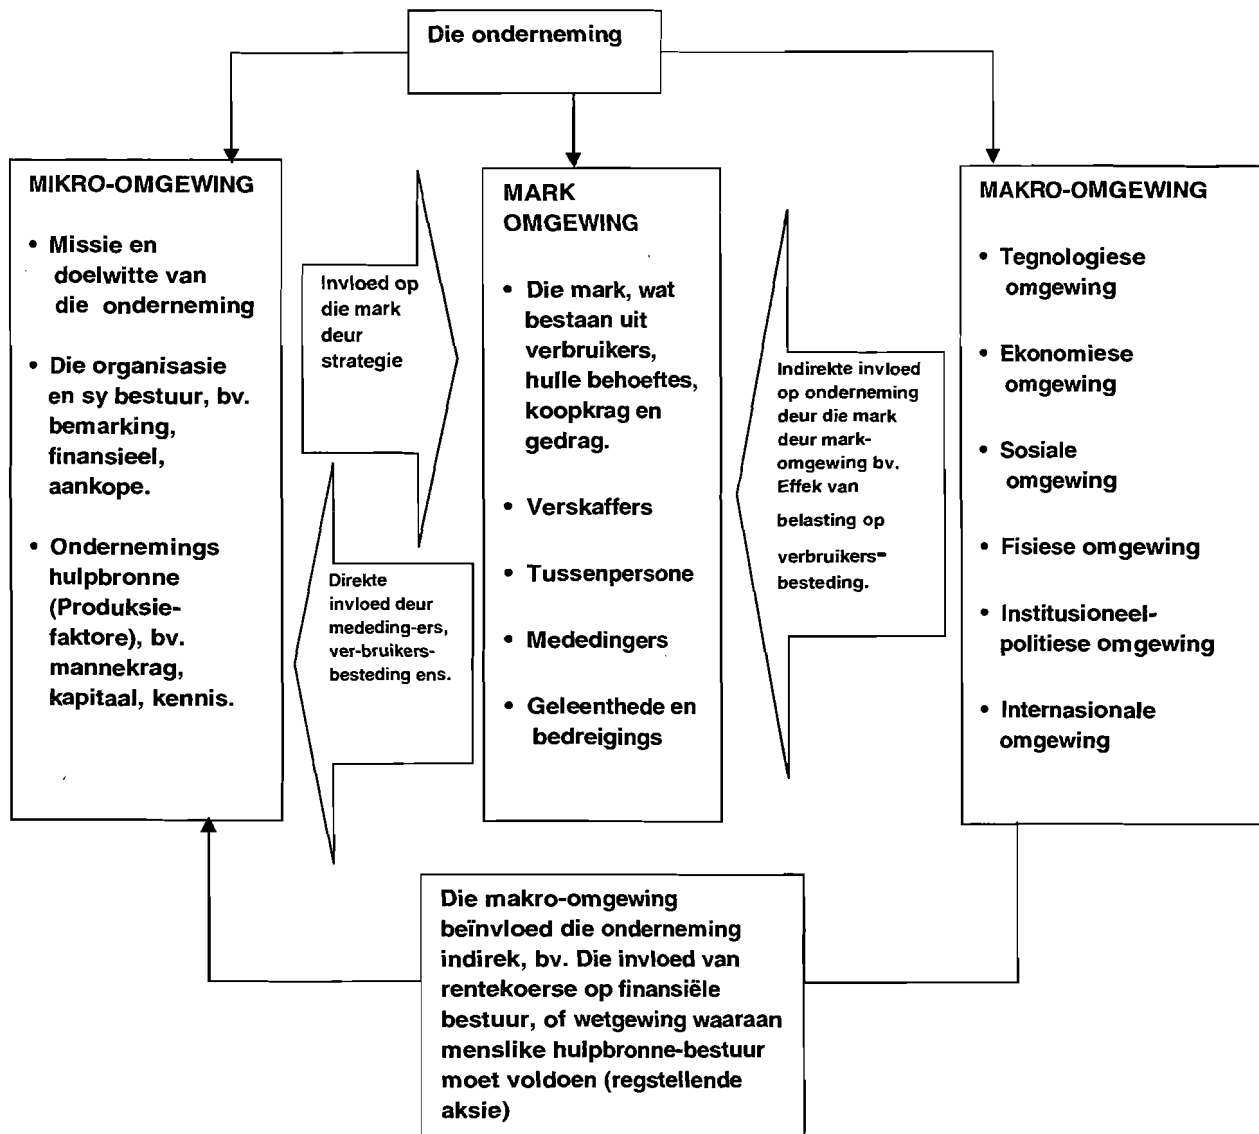 Die onderneming
MIKRO-OMGEWING
• Missie en
doelwitte van
die onderneming
• Die organisasie
en sy bestuur, bv.
bemarking,
finansieel,
aankope.
• Ondernemings
hulpbronne
(Produksie-
faktore), bv.
mannekrag,
kapitaal, kennis.
Invloed op
die mark
deur
strategie
Direkte
invloed deur
mededing-ers,
ver-bruikers-
besteding ens.
MARK
OMGEWING
• Die mark, wat
bestaan uit
verbruikers,
hulle behoeftes,
koopkrag en
gedrag.
• Verskaffers
• Tussenpersone
• Mededingers
• Geleenthede en
bedreigings
Indirekte invloed
op onderneming
deur die mark
deur mark-
omgewing bv.
Effek van
belasting op
verbruikers-
besteding.
MAKRO-OMGEWING
• Tegnologiese
omgewing
• Ekonomiese
omgewing
• Sosiale
omgewing
• Fisiese omgewing
• Institusioneel-
politiese omgewing
• Internasionale
omgewing
Die makro-omgewing
beïnvloed die onderneming
indirek, bv. Die invloed van
rentekoerse op finansiële
bestuur, of wetgewing waaraan
menslike hulpbronne-bestuur
moet voldoen (regstellende
aksie)